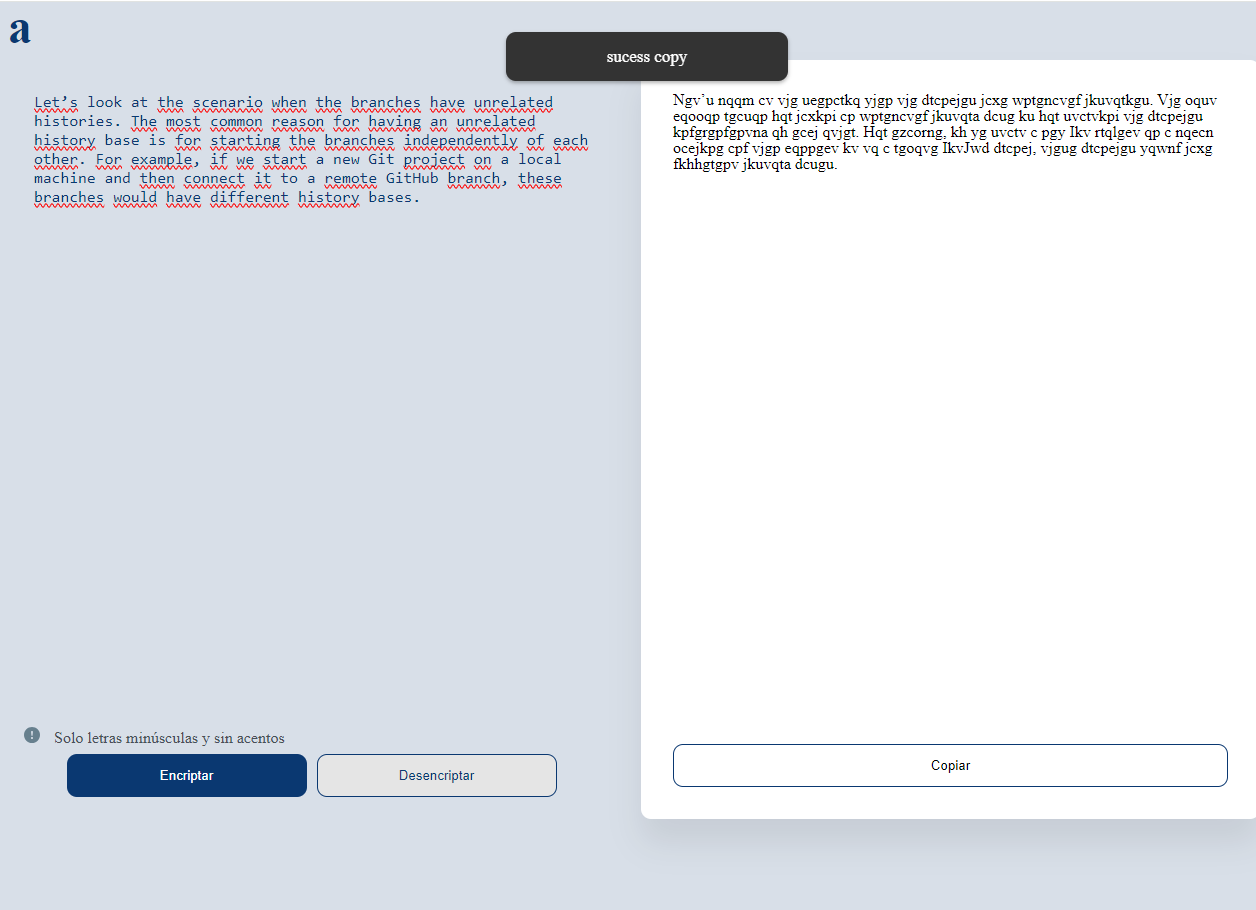 a
sucess copy
Let’s look at the scenario when the branches have unrelated
histories. The most common reason for having an unrelated
history base is for starting the branches independently of each
other. For example, if we start a new Git project on a local
machine and then connect it to a remote GitHub branch, these
branches would have different history bases.
Ngv’u nqqm cv vjg uegpctkq yjgp vjg dtcpejgu jcxg wptgncvgf jkuvqtkgu. Vjg oquv
eqooqp tgcuqp hqt jcxkpi cp wptgncvgf jkuvqta dcug ku hqt uvctvkpi vjg dtcpejgu
kpfgrgpfgpvna qh gcej qvjgt. Hqt gzcorng, kh yg uvctv c pgy Ikv rtqlgev qp c nqecn
ocejkpg cpf vjgp eqppgev kv vq c tgoqvg IkvJwd dtcpej, vjgug dtcpejgu yqwnf jcxg
fkhhgtgpv jkuvqta dcugu.
! Solo letras minúsculas y sin acentos
Encriptar Desencriptar
Copiar